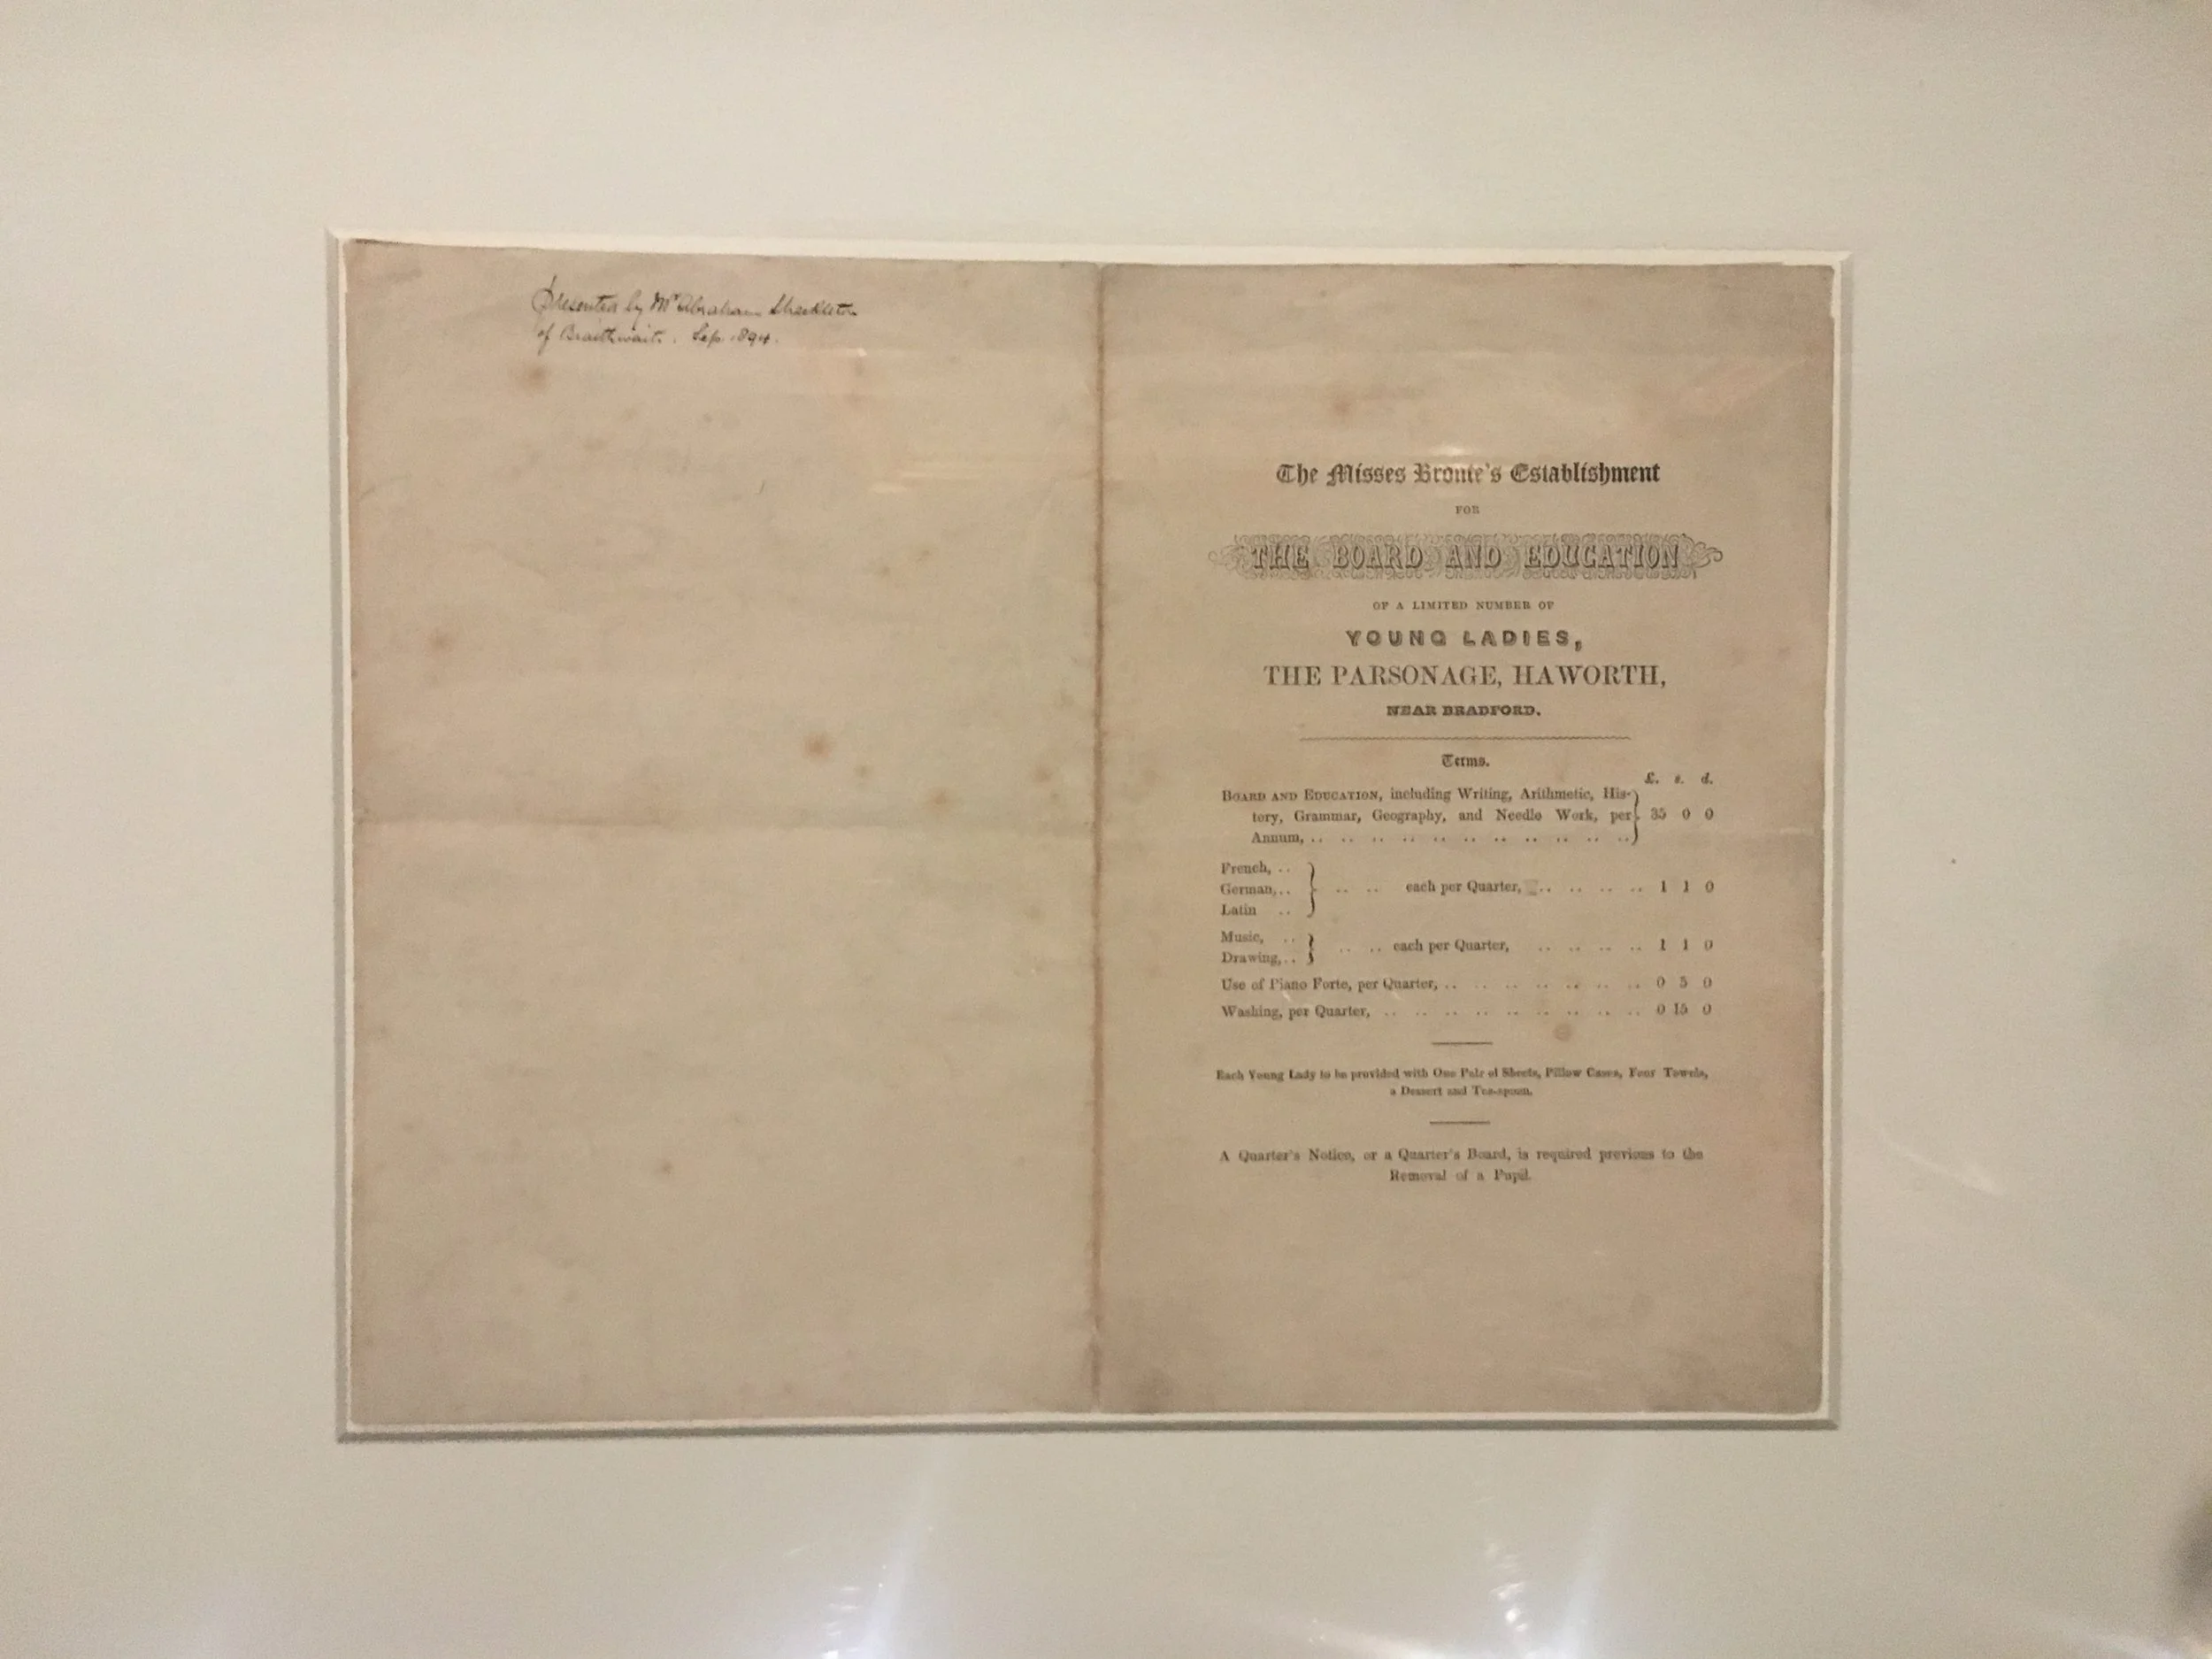 Presented by Mr Abraham Shackleton
of Braithwaite. Sep. 1894.
The Misses Bronte's Establishment
FOR
THE BOARD AND EDUCATION
OF A LIMITED NUMBER OF
YOUNG LADIES,
THE PARSONAGE, HAWORTH,
NEAR BRADFORD.
Terms.
£. s. d.
BOARD AND EDUCATION, including Writing, Arithmetic, His-
tory, Grammar, Geography, and Needle Work, per } 35 0 0
Annum, .. .. .. .. .. .. .. .. .. .. ..
French, ..
German, .. } .. .. each per Quarter, .. .. .. .. 1 1 0
Latin ..
Music, .. } .. .. each per Quarter, .. .. .. .. 1 1 0
Drawing, ..
Use of Piano Forte, per Quarter, .. .. .. .. .. .. .. 0 5 0
Washing, per Quarter, .. .. .. .. .. .. .. .. .. 0 15 0
Each Young Lady to be provided with One Pair of Sheets, Pillow Cases, Four Towels,
a Dessert and Tea-spoon.
A Quarter's Notice, or a Quarter's Board, is required previous to the
Removal of a Pupil.